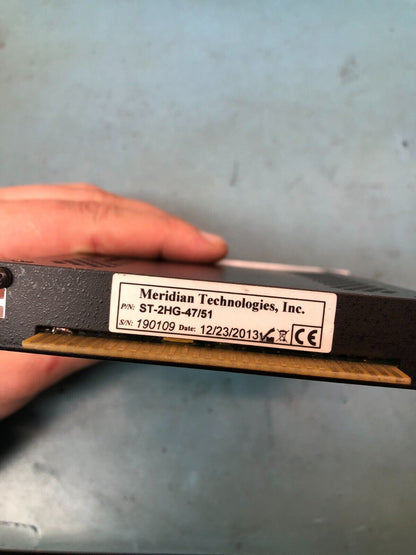 Meridian Technologies, Inc.
P/N: ST-2HG-47/51
S/N: 190109 Date: 12/23/2013 CE